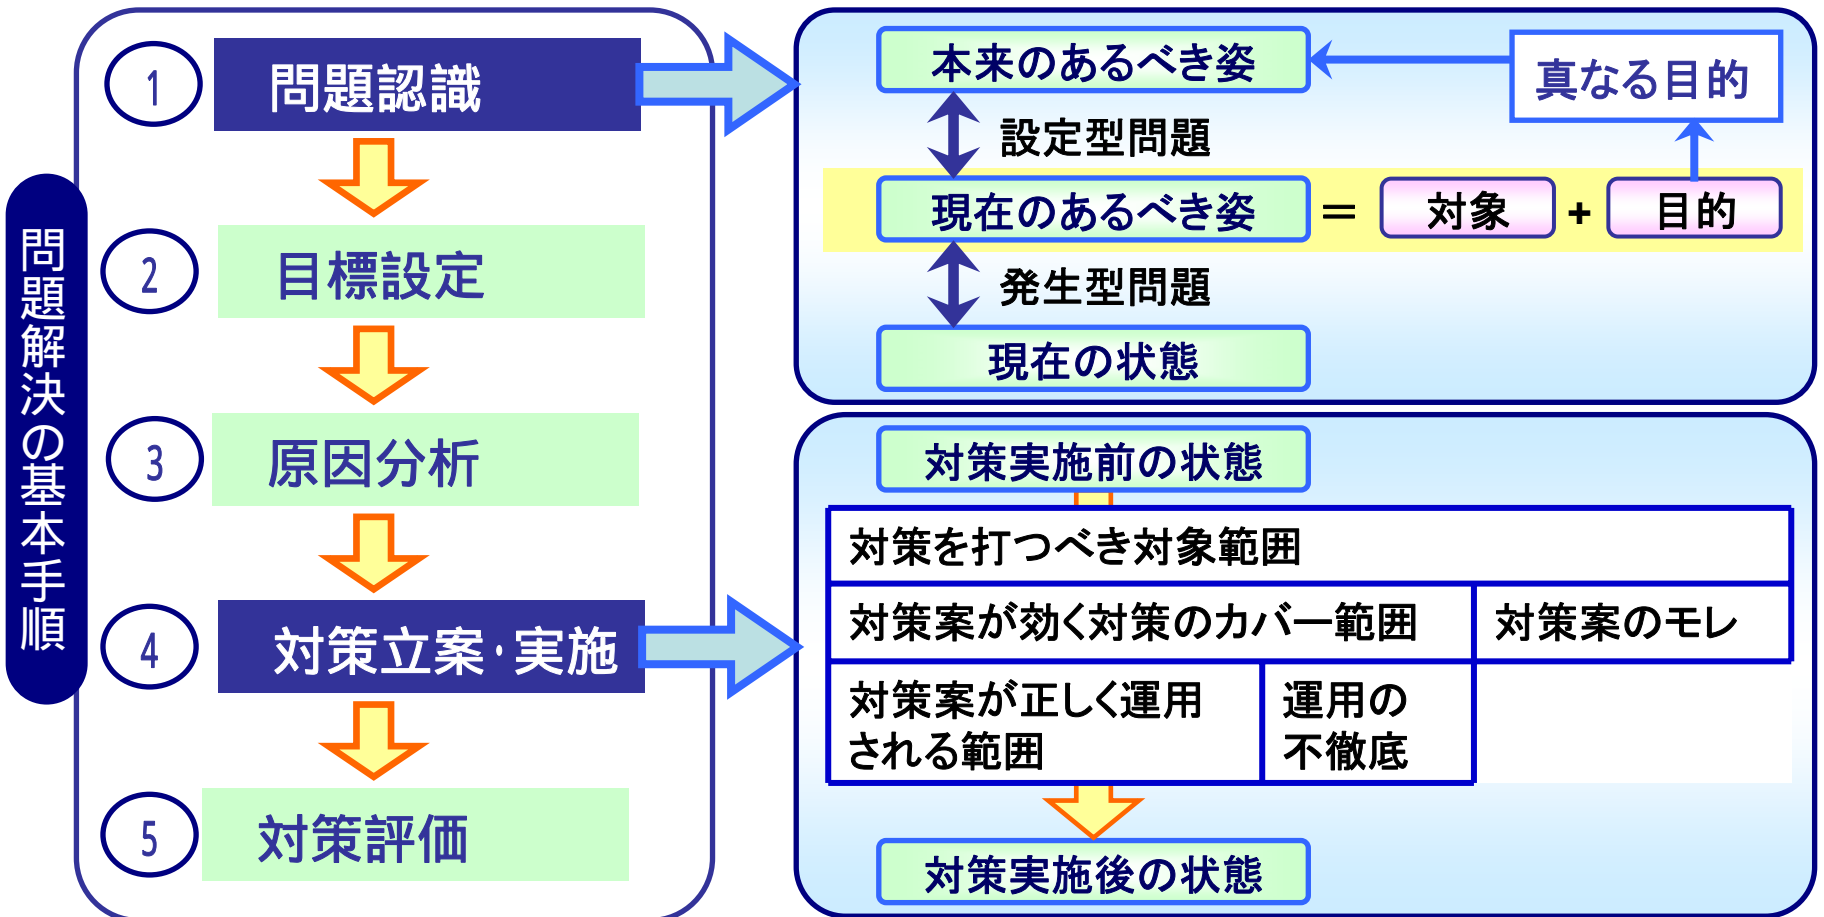 問題解決の基本手順
1
問題認識
2
目標設定
3
原因分析
4
対策立案・実施
5
対策評価
本来のあるべき姿
真なる目的
設定型問題
現在のあるべき姿 = 対象 + 目的
発生型問題
現在の状態
対策実施前の状態
対策を打つべき対象範囲
対策案が効く対策のカバー範囲
対策案のモレ
対策案が正しく運用
される範囲
運用の
不徹底
対策実施後の状態